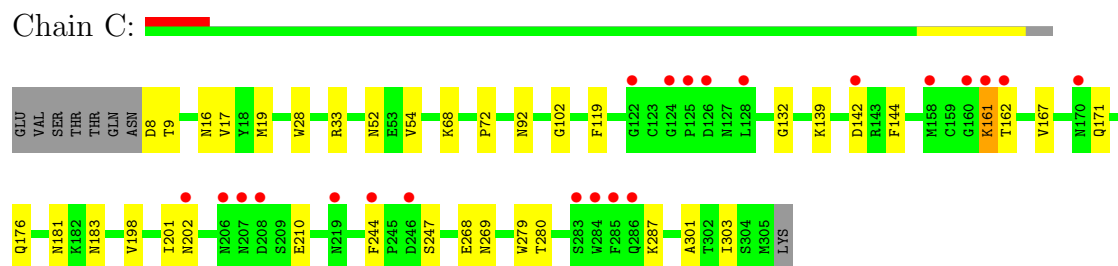 Chain C:
GLU VAL SER THR THR GLN ASN D8 T9 N16 V17 Y18 M19 W28 R33 N52 E53 V54 K68 P72 N92 G102 F119 G122 C123 G124 P125 D126 N127 L128 G132 K139 D142 R143 F144 M158 C159 G160 K161 T162 V167 N170 Q171
Q176 N181 K182 N183 V198 I201 N202 N206 N207 D208 S209 E210 N219 F244 P245 D246 S247 E268 N269 W279 T280 S283 W284 F285 Q286 K287 A301 T302 I303 S304 M305 LYS